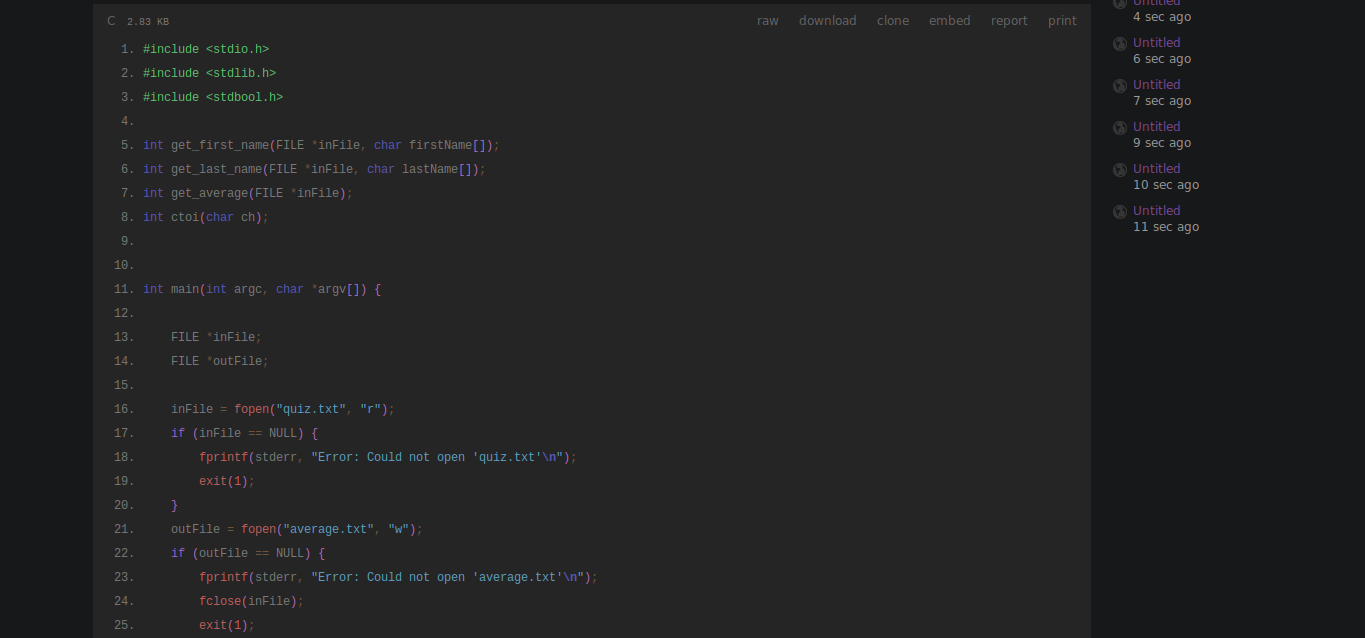 C 2.83 KB raw download clone embed report print
1. #include <stdio.h>
2. #include <stdlib.h>
3. #include <stdbool.h>
4.
5. int get_first_name(FILE *inFile, char firstName[]);
6. int get_last_name(FILE *inFile, char lastName[]);
7. int get_average(FILE *inFile);
8. int ctoi(char ch);
9.
10.
11. int main(int argc, char *argv[]) {
12.
13.     FILE *inFile;
14.     FILE *outFile;
15.
16.     inFile = fopen("quiz.txt", "r");
17.     if (inFile == NULL) {
18.         fprintf(stderr, "Error: Could not open 'quiz.txt'\n");
19.         exit(1);
20.     }
21.     outFile = fopen("average.txt", "w");
22.     if (outFile == NULL) {
23.         fprintf(stderr, "Error: Could not open 'average.txt'\n");
24.         fclose(inFile);
25.         exit(1);
Untitled
4 sec ago
Untitled
6 sec ago
Untitled
7 sec ago
Untitled
9 sec ago
Untitled
10 sec ago
Untitled
11 sec ago